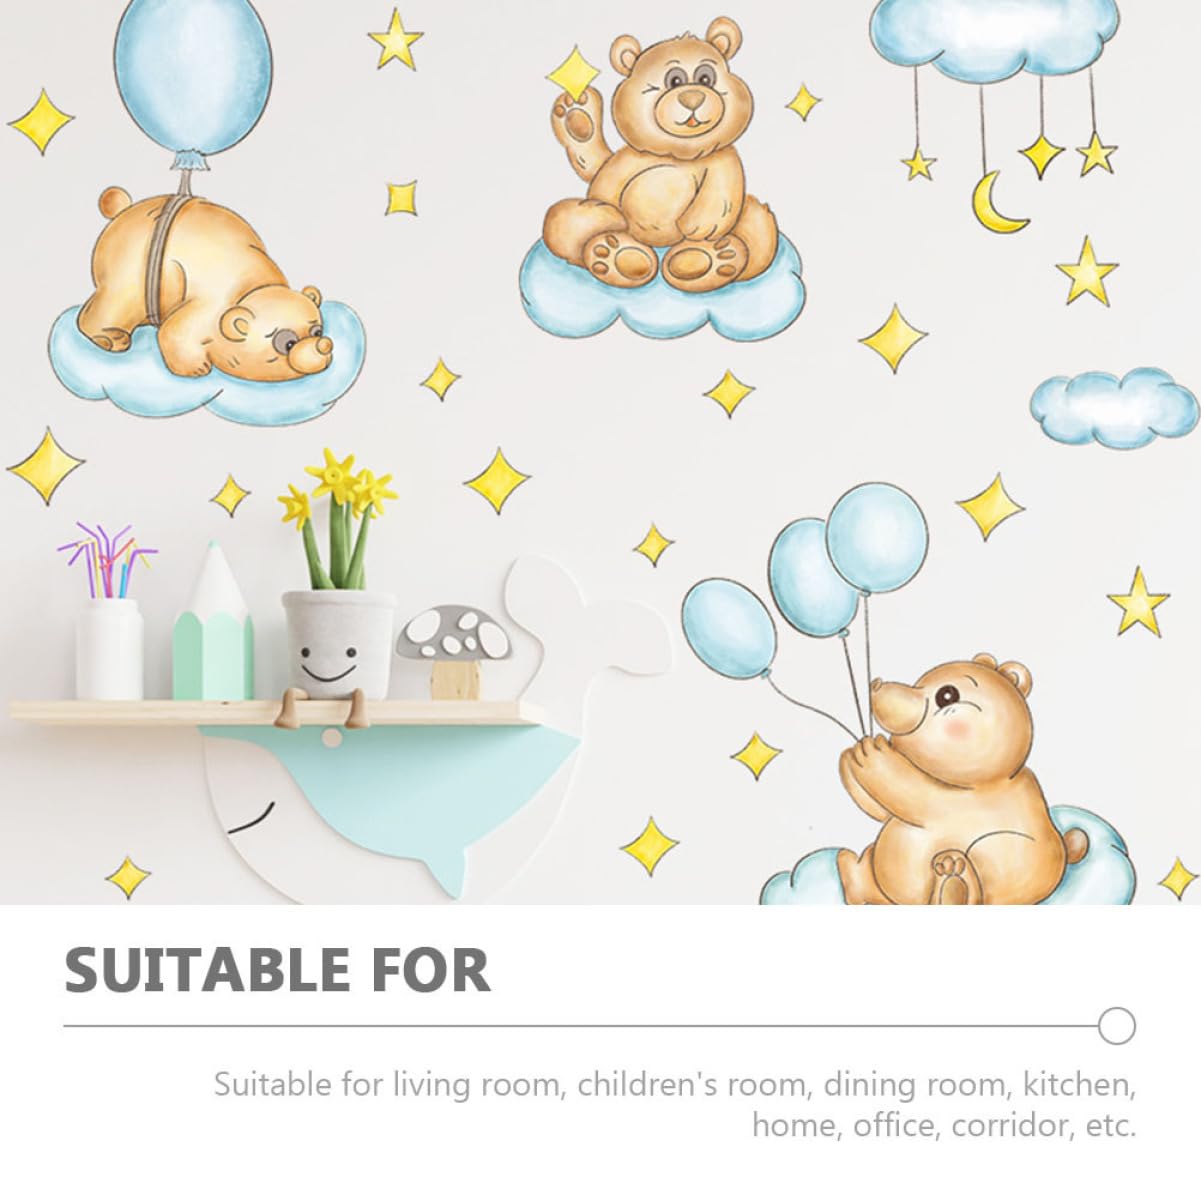 SUITABLE FOR
Suitable for living room, children's room, dining room, kitchen,
home, office, corridor, etc.